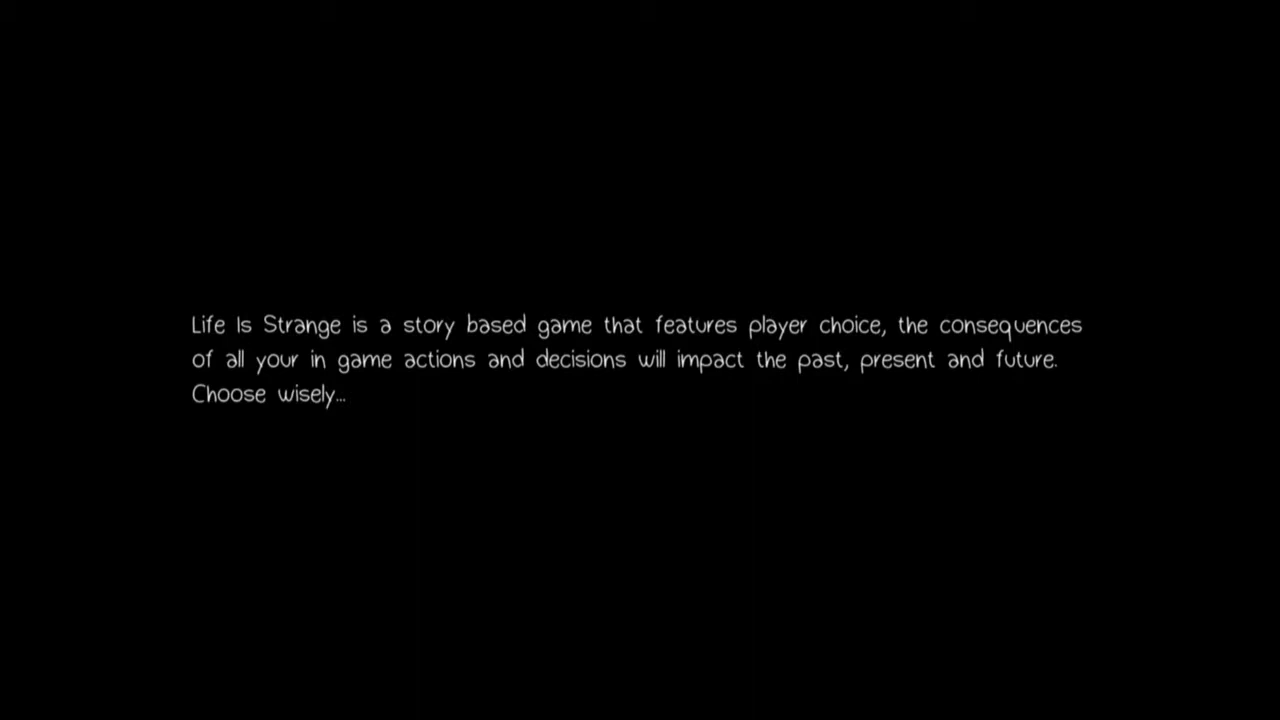 Life Is Strange is a story based game that features player choice, the consequences
of all your in game actions and decisions will impact the past, present and future.
Choose wisely...